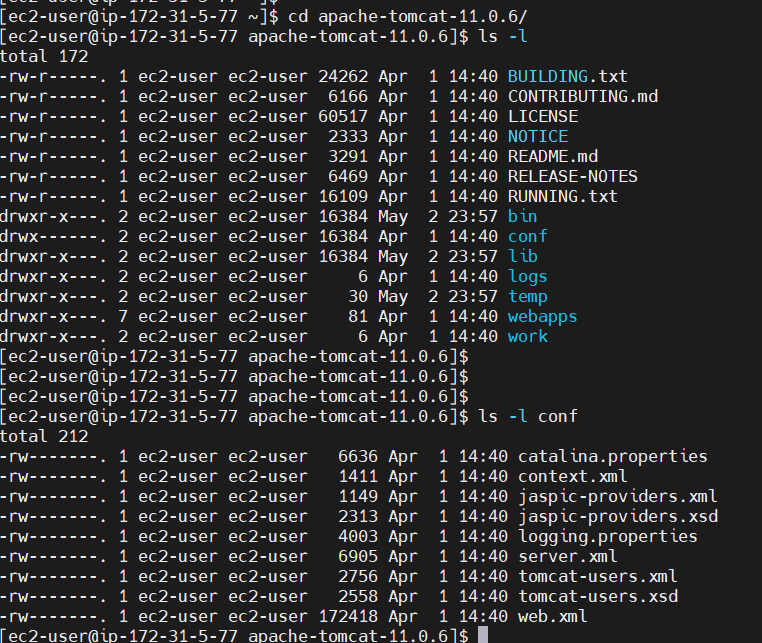 [ec2-user@ip-172-31-5-77 ~]$ cd apache-tomcat-11.0.6/
[ec2-user@ip-172-31-5-77 apache-tomcat-11.0.6]$ ls -l
total 172
-rw-r-----. 1 ec2-user ec2-user 24262 Apr  1 14:40 BUILDING.txt
-rw-r-----. 1 ec2-user ec2-user  6166 Apr  1 14:40 CONTRIBUTING.md
-rw-r-----. 1 ec2-user ec2-user 60517 Apr  1 14:40 LICENSE
-rw-r-----. 1 ec2-user ec2-user  2333 Apr  1 14:40 NOTICE
-rw-r-----. 1 ec2-user ec2-user  3291 Apr  1 14:40 README.md
-rw-r-----. 1 ec2-user ec2-user  6469 Apr  1 14:40 RELEASE-NOTES
-rw-r-----. 1 ec2-user ec2-user 16109 Apr  1 14:40 RUNNING.txt
drwxr-x---. 2 ec2-user ec2-user 16384 May  2 23:57 bin
drwx------. 2 ec2-user ec2-user 16384 Apr  1 14:40 conf
drwxr-x---. 2 ec2-user ec2-user 16384 May  2 23:57 lib
drwxr-x---. 2 ec2-user ec2-user     6 Apr  1 14:40 logs
drwxr-x---. 2 ec2-user ec2-user    30 May  2 23:57 temp
drwxr-x---. 7 ec2-user ec2-user    81 Apr  1 14:40 webapps
drwxr-x---. 2 ec2-user ec2-user     6 Apr  1 14:40 work
[ec2-user@ip-172-31-5-77 apache-tomcat-11.0.6]$
[ec2-user@ip-172-31-5-77 apache-tomcat-11.0.6]$
[ec2-user@ip-172-31-5-77 apache-tomcat-11.0.6]$
[ec2-user@ip-172-31-5-77 apache-tomcat-11.0.6]$ ls -l conf
total 212
-rw-------. 1 ec2-user ec2-user   6636 Apr  1 14:40 catalina.properties
-rw-------. 1 ec2-user ec2-user   1411 Apr  1 14:40 context.xml
-rw-------. 1 ec2-user ec2-user   1149 Apr  1 14:40 jaspic-providers.xml
-rw-------. 1 ec2-user ec2-user   2313 Apr  1 14:40 jaspic-providers.xsd
-rw-------. 1 ec2-user ec2-user   4003 Apr  1 14:40 logging.properties
-rw-------. 1 ec2-user ec2-user   6905 Apr  1 14:40 server.xml
-rw-------. 1 ec2-user ec2-user   2756 Apr  1 14:40 tomcat-users.xml
-rw-------. 1 ec2-user ec2-user   2558 Apr  1 14:40 tomcat-users.xsd
-rw-------. 1 ec2-user ec2-user 172418 Apr  1 14:40 web.xml
[ec2-user@ip-172-31-5-77 apache-tomcat-11.0.6]$